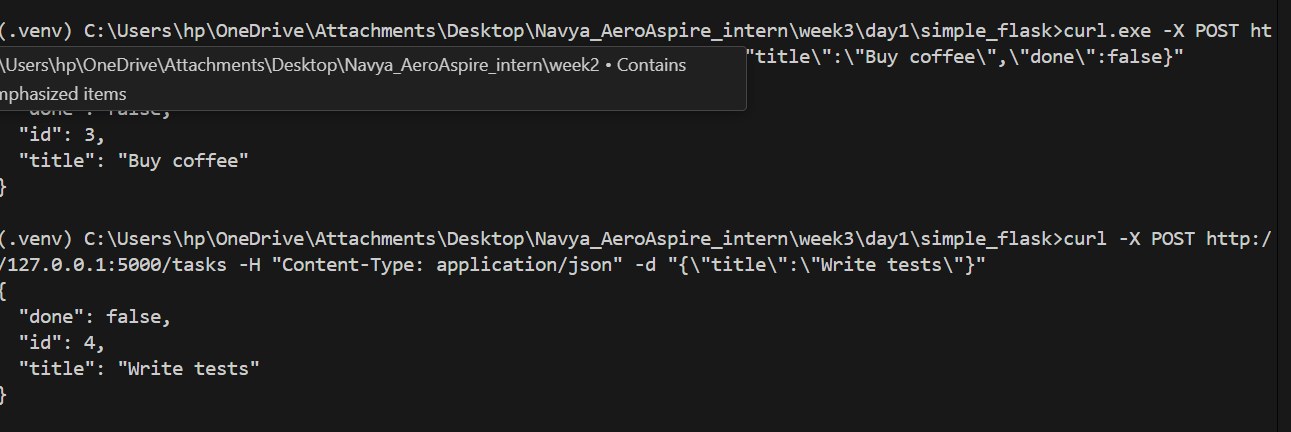 (.venv) C:\Users\hp\OneDrive\Attachments\Desktop\Navya_AeroAspire_intern\week3\day1\simple_flask>curl.exe -X POST ht
"title\":\"Buy coffee\",\"done\":false}"
\Users\hp\OneDrive\Attachments\Desktop\Navya_AeroAspire_intern\week2 • Contains
mphasized items
"done": false,
"id": 3,
"title": "Buy coffee"
}
(.venv) C:\Users\hp\OneDrive\Attachments\Desktop\Navya_AeroAspire_intern\week3\day1\simple_flask>curl -X POST http:/
/127.0.0.1:5000/tasks -H "Content-Type: application/json" -d "{\"title\":\"Write tests\"}"
{
"done": false,
"id": 4,
"title": "Write tests"
}